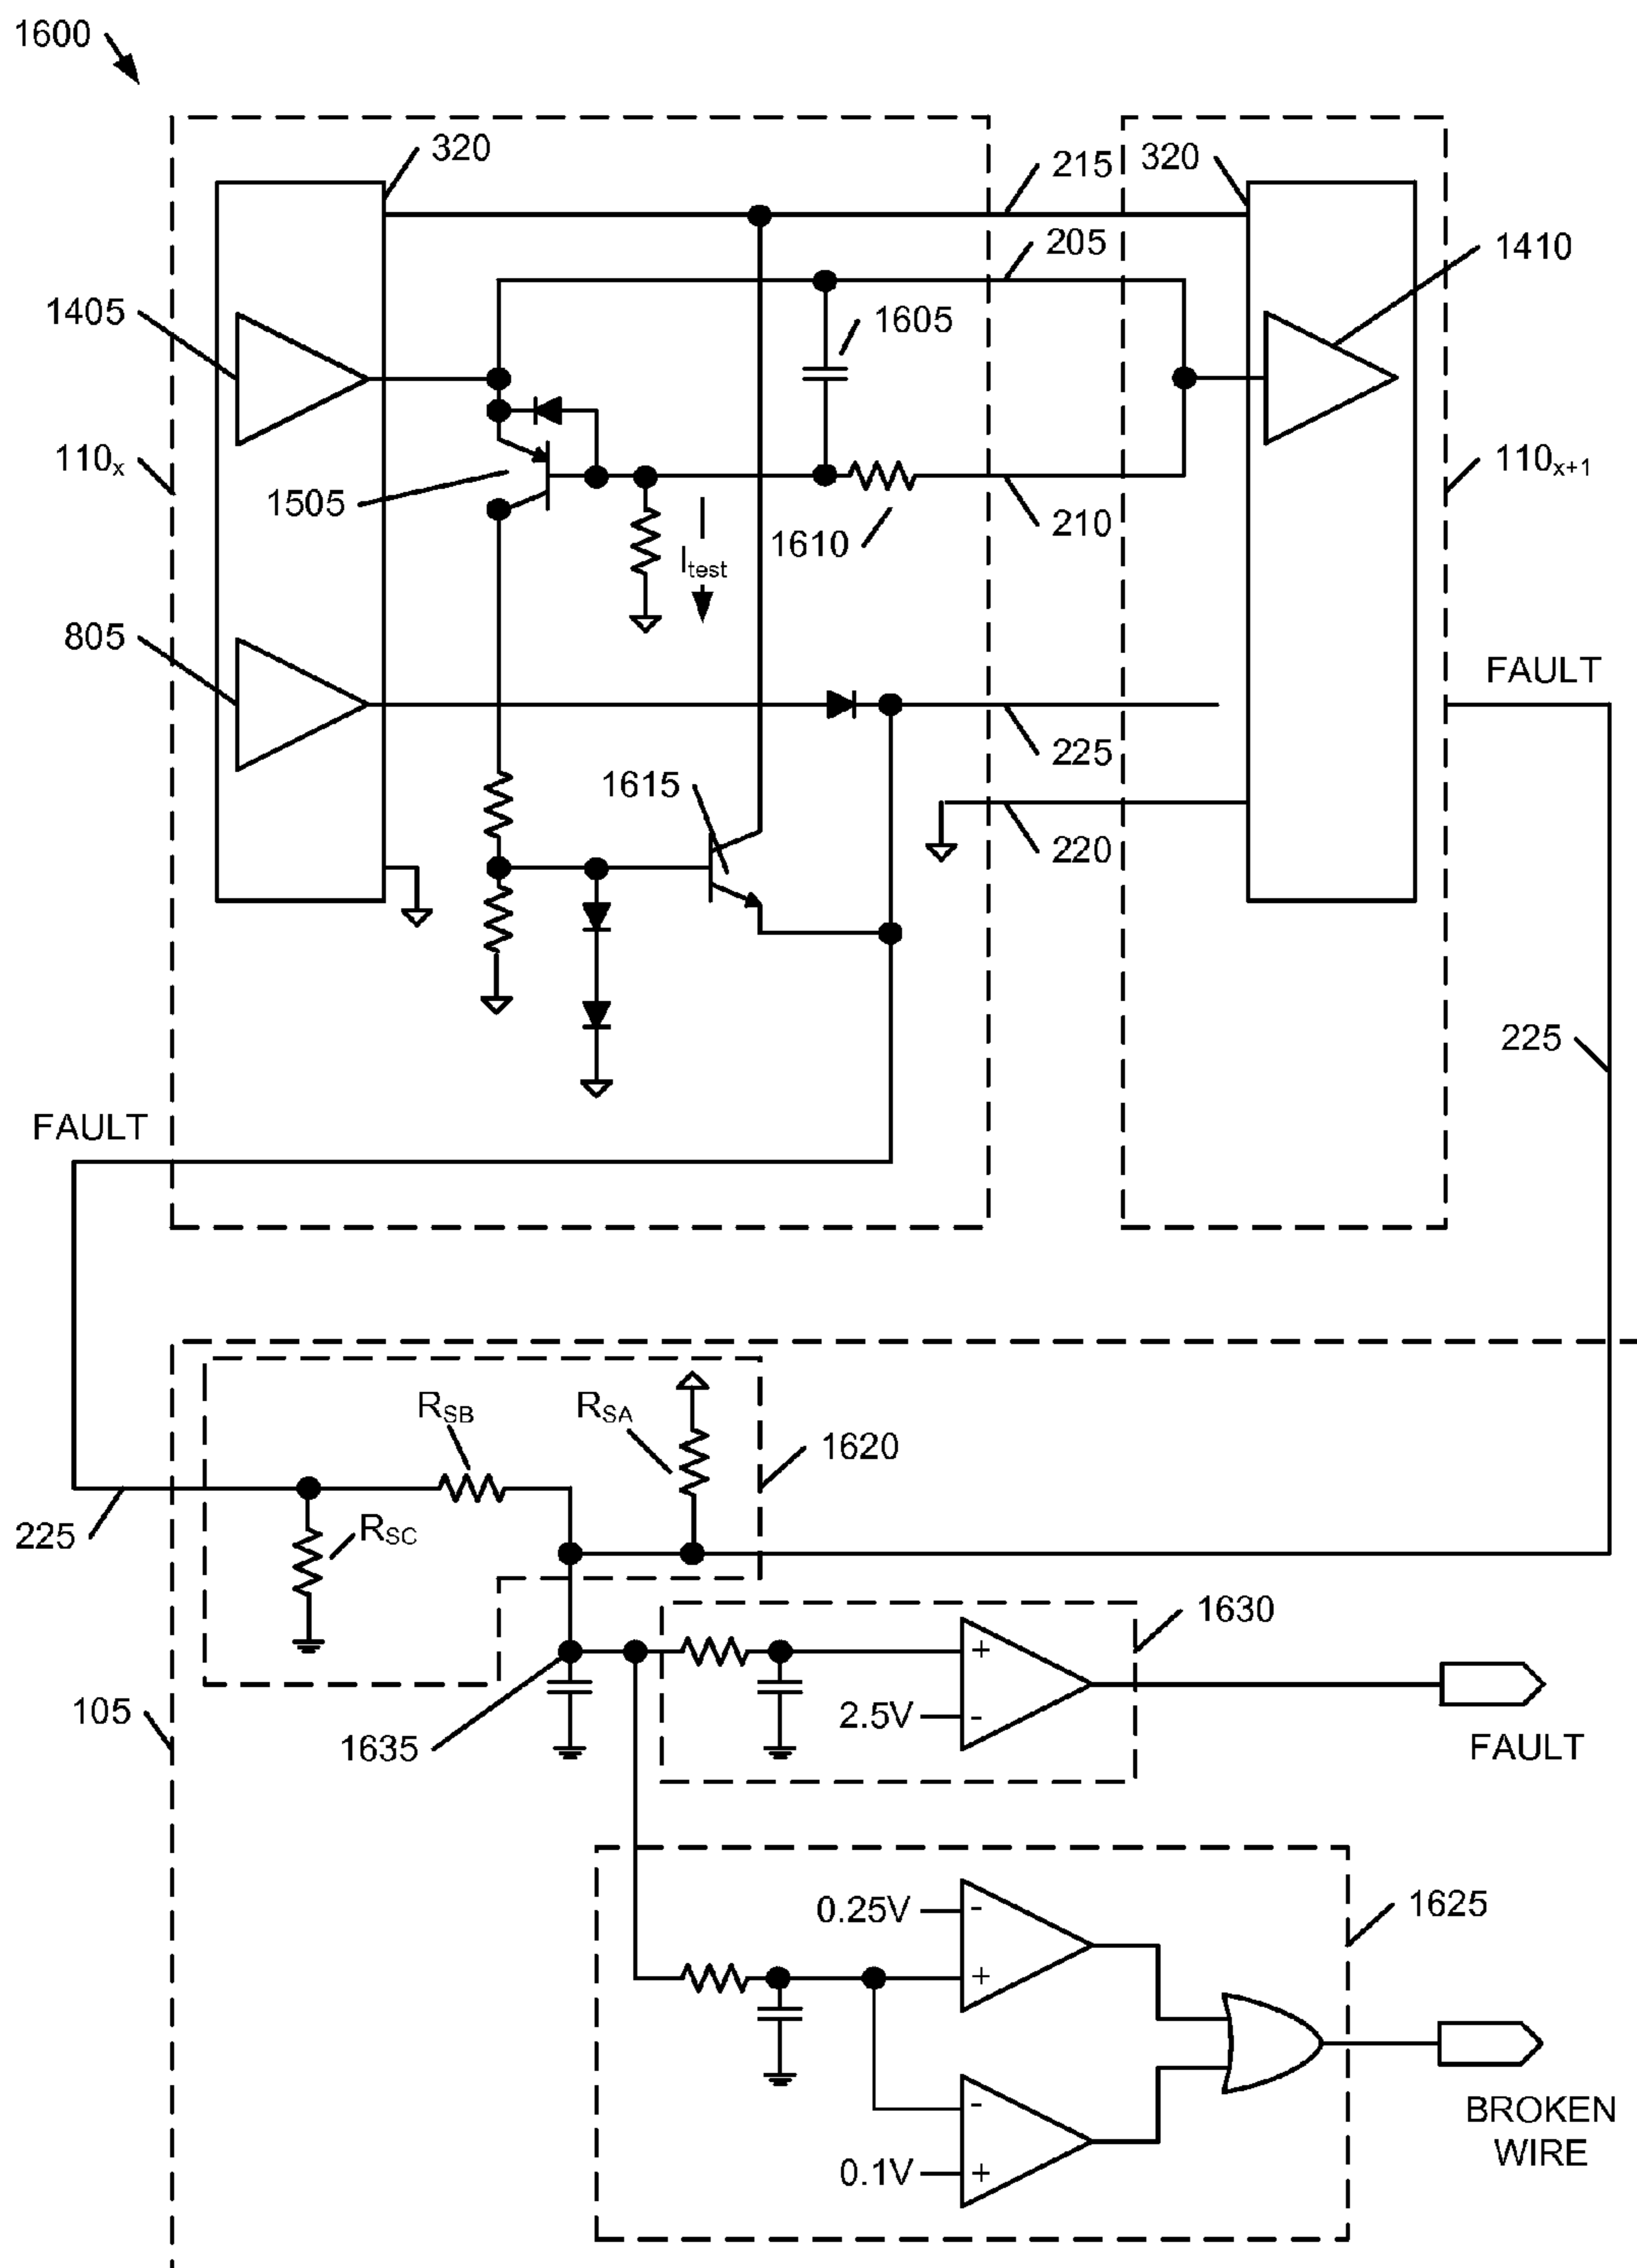 1600
320
215
320
205
1410
1405
1605
110x
1505
110x+1
210
1610
Itest
805
FAULT
225
1615
220
225
FAULT
RSB
RSA
1620
225
RSC
1630
+
105
2.5V
-
1635
FAULT
0.25V
-
1625
+
-
BROKEN
WIRE
0.1V
+